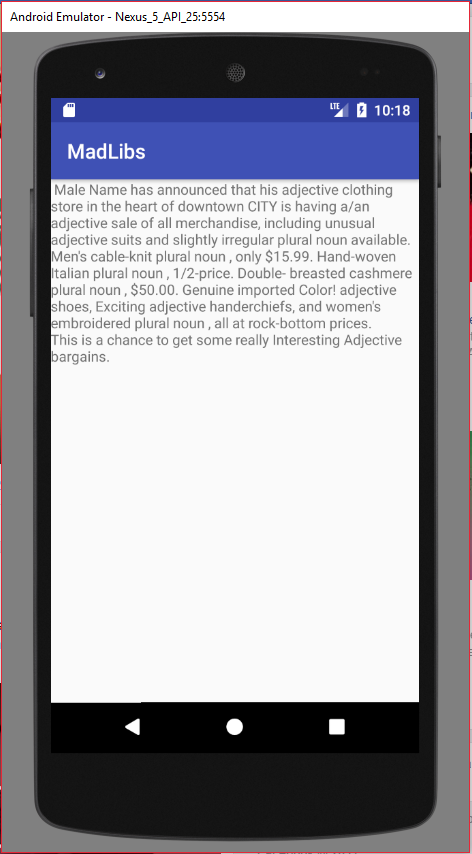 Android Emulator - Nexus_5_API_25:5554
LTE 10:18
MadLibs
Male Name has announced that his adjective clothing
store in the heart of downtown CITY is having a/an
adjective sale of all merchandise, including unusual
adjective suits and slightly irregular plural noun available.
Men's cable-knit plural noun , only $15.99. Hand-woven
Italian plural noun , 1/2-price. Double- breasted cashmere
plural noun , $50.00. Genuine imported Color! adjective
shoes, Exciting adjective handerchiefs, and women's
embroidered plural noun , all at rock-bottom prices.
This is a chance to get some really Interesting Adjective
bargains.